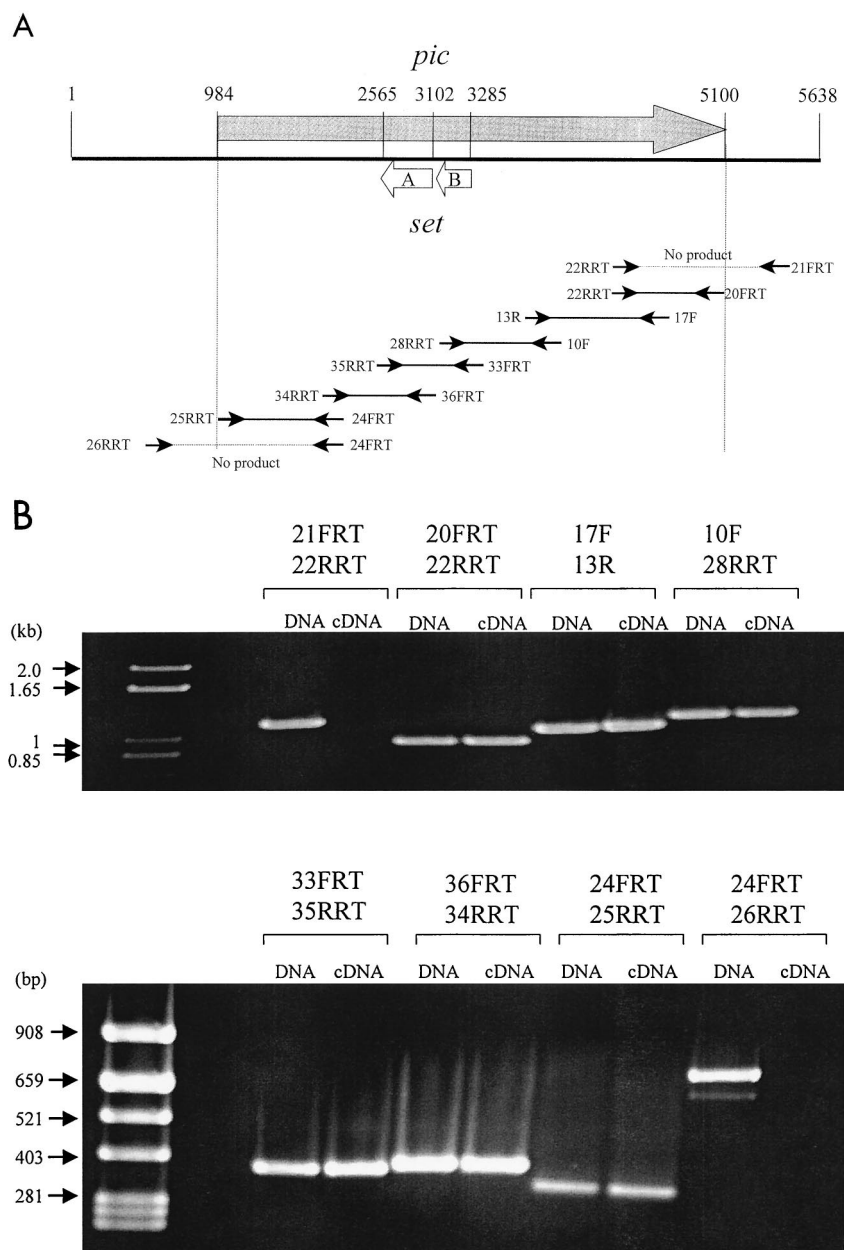 A
pic
1 984 2565 3102 3285 5100 5638
A B
set
22RRT No product 21FRT
22RRT 20FRT
13R 17F
28RRT 10F
35RRT 33FRT
34RRT 36FRT
25RRT 24FRT
26RRT 24FRT
No product
B
21FRT 20FRT 17F 10F
22RRT 22RRT 13R 28RRT
DNA cDNA DNA cDNA DNA cDNA DNA cDNA
(kb)
2.0
1.65
1
0.85
33FRT 36FRT 24FRT 24FRT
35RRT 34RRT 25RRT 26RRT
DNA cDNA DNA cDNA DNA cDNA DNA cDNA
(bp)
908
659
521
403
281